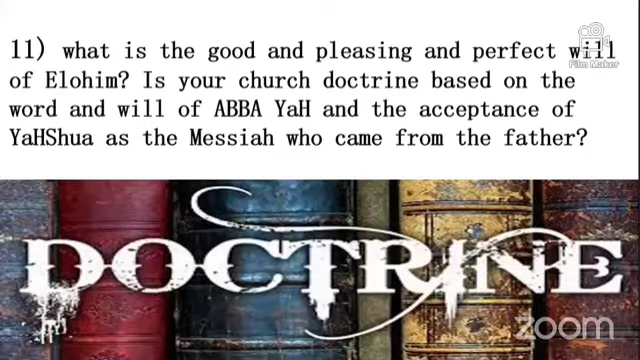 11) what is the good and pleasing and perfect will
of Elohim? Is your church doctrine based on the
word and will of ABBA YaH and the acceptance of
YaHShua as the Messiah who came from the father?
Film Maker
DOCTRINE
zoom